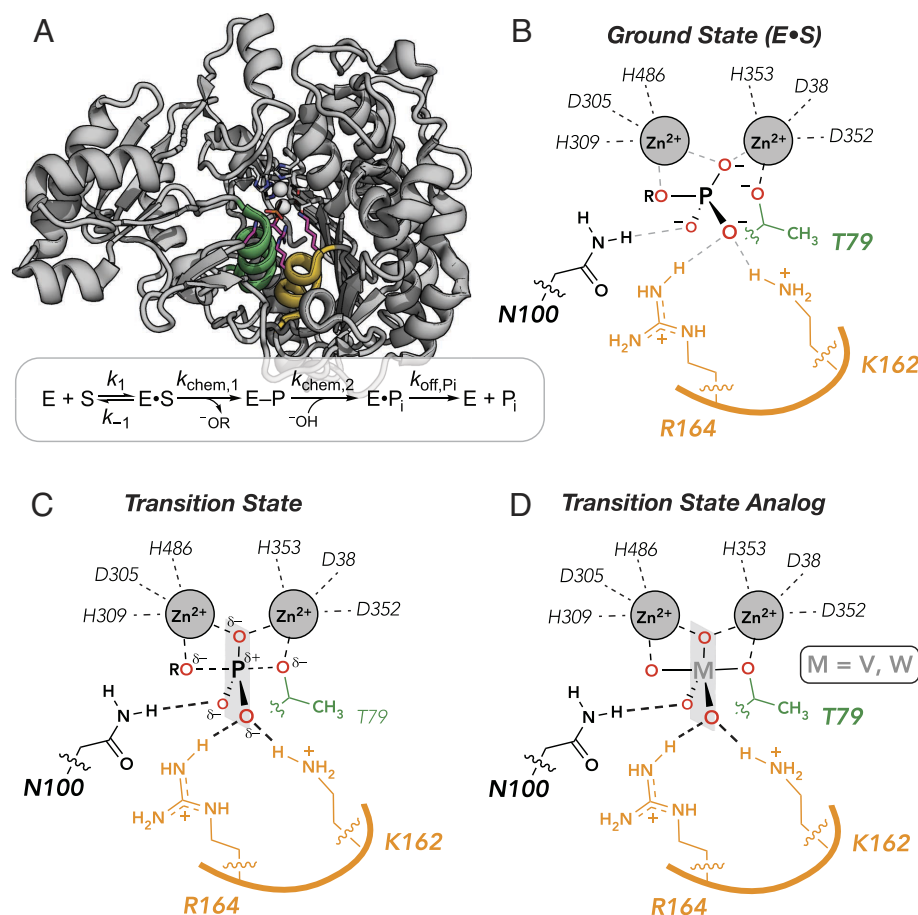 A
k1
kchem,1
kchem,2
koff,Pi
E + S
E•S
E–P
E•Pi
E + Pi
k−1
−OR
−OH
B
Ground State (E•S)
H486
H353
D305
D38
H309
Zn2+
Zn2+
D352
O
−
−
R
O
P
O
−
O
−
O
CH3
T79
N
H
H
O
N100
H
N
H
H
+
NH2
H2N
+
NH
K162
R164
C
Transition State
H486
H353
D305
D38
H309
Zn2+
Zn2+
D352
δ−
O
R
O
δ−
P
δ+
O
δ−
H
N
H
O
δ−
O
δ−
CH3
T79
O
N100
H
N
H
H
+
NH2
H2N
+
NH
K162
R164
D
Transition State Analog
H486
H353
D305
D38
H309
Zn2+
Zn2+
D352
O
O
M
O
M = V, W
H
N
H
O
O
CH3
T79
O
N100
H
N
H
H
+
NH2
H2N
+
NH
K162
R164